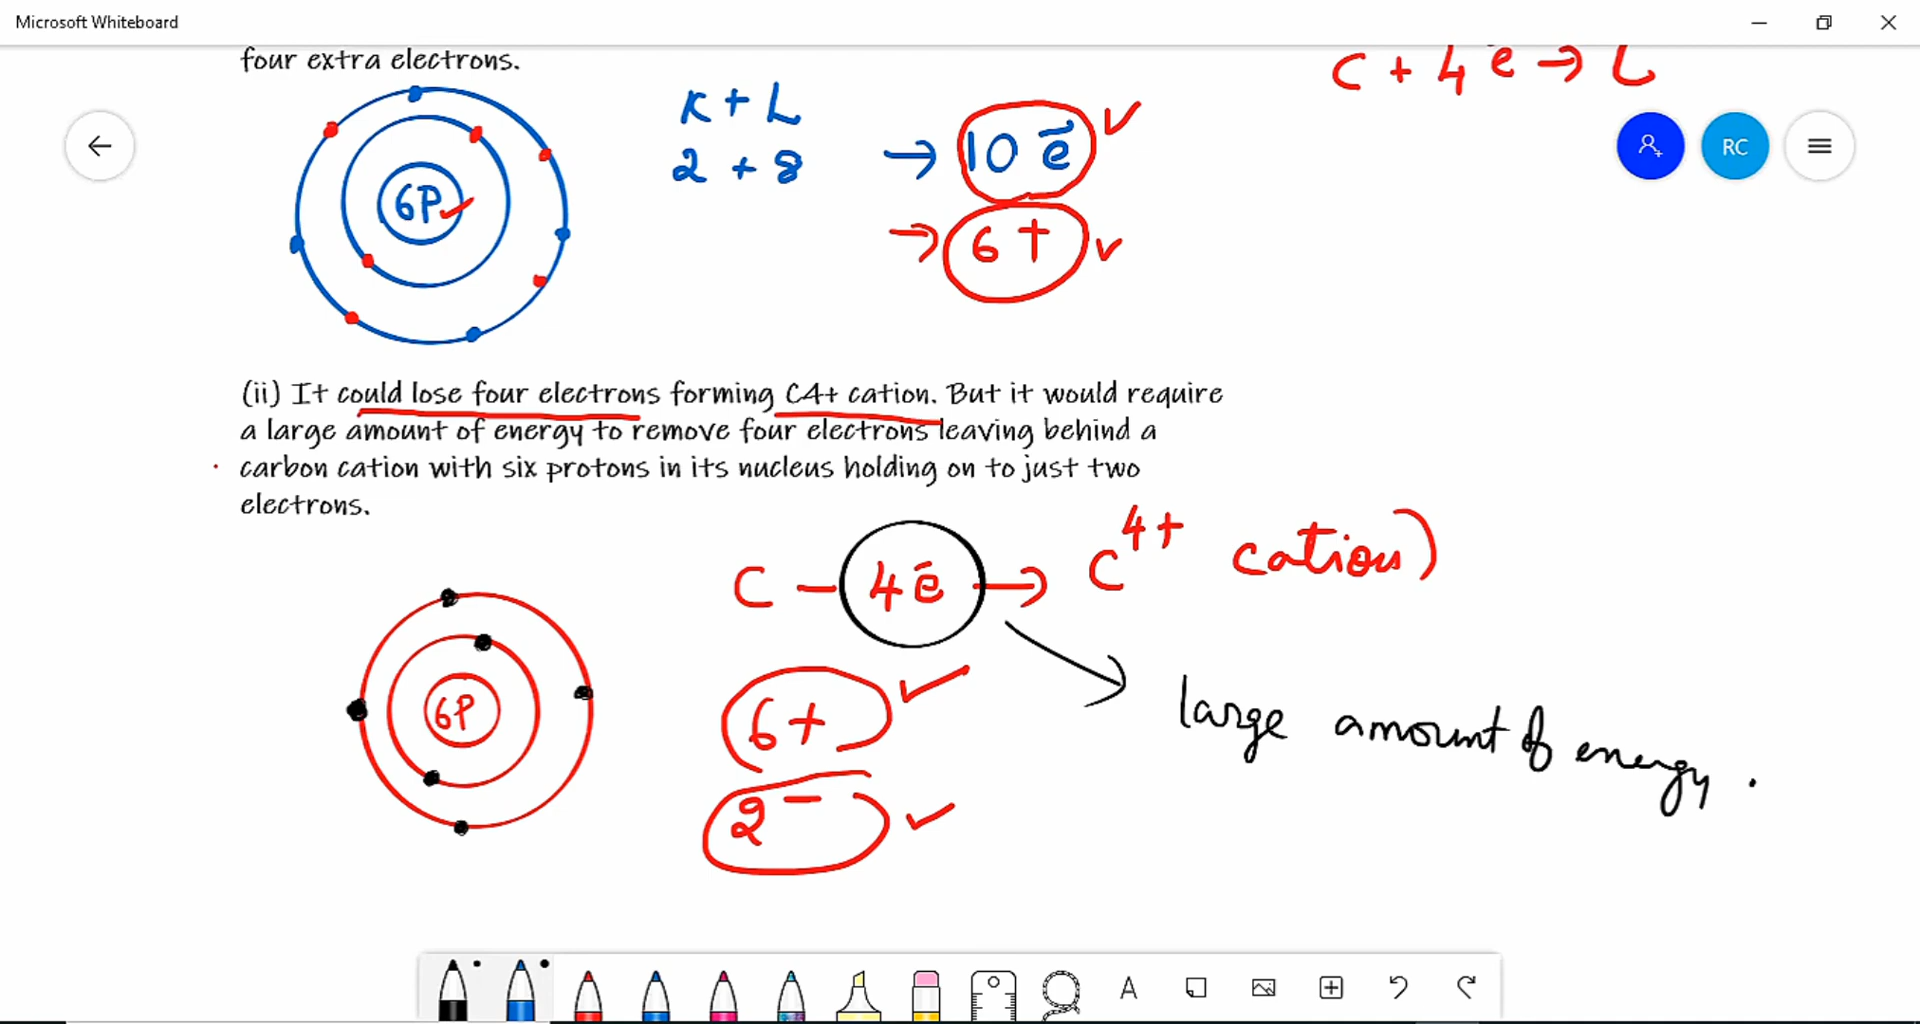 Microsoft Whiteboard
four extra electrons.
C + 4 e̅ →
K + L
2 + 8
→ 10 e̅
→ 6 +
6P
RC
(ii) It could lose four electrons forming C4+ cation. But it would require
a large amount of energy to remove four electrons leaving behind a
carbon cation with six protons in its nucleus holding on to just two
electrons.
C - 4 e̅ → C⁴⁺ cation)
6P
6+
2 -
large amount of energy.
A